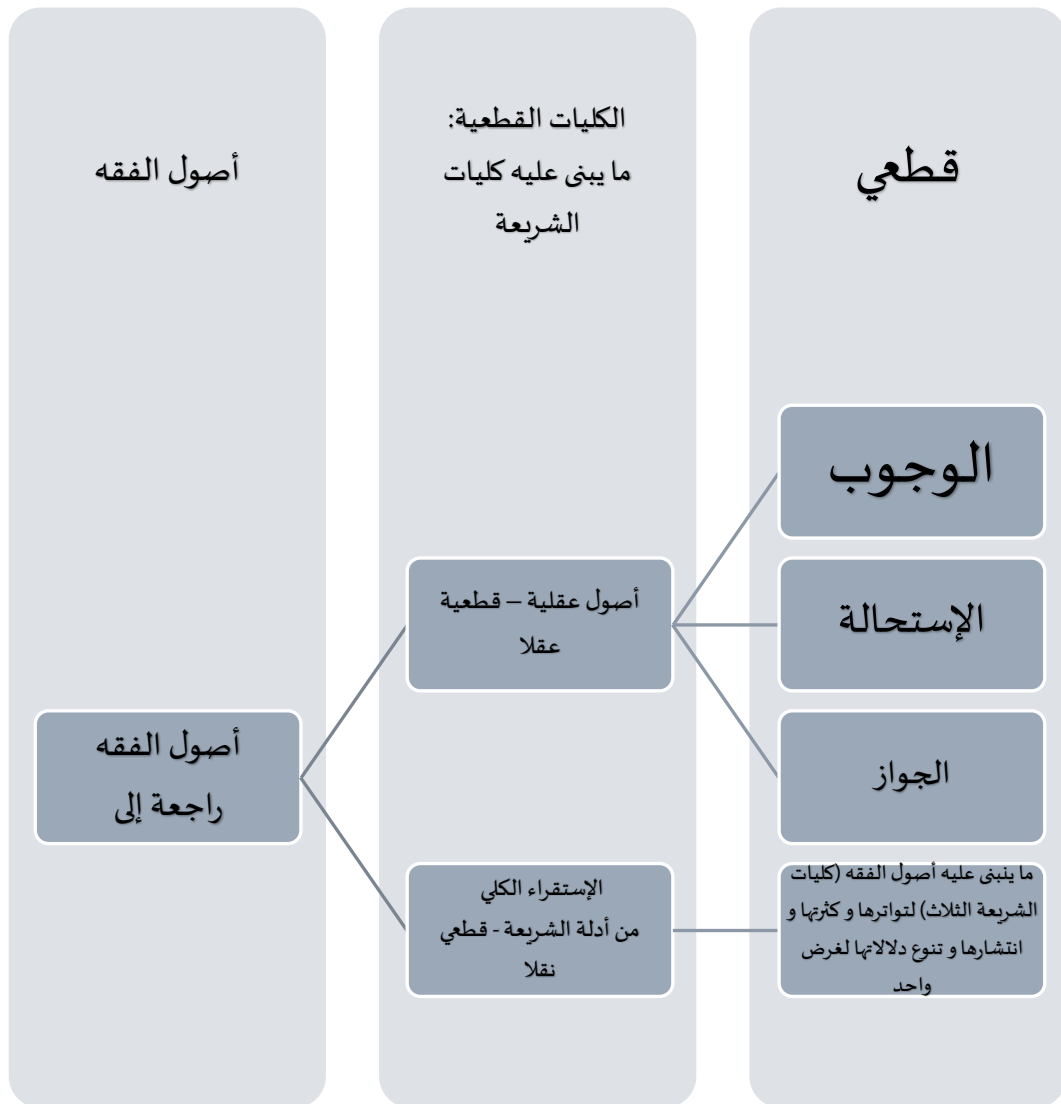 قطعي
الكليات القطعية:
ما يبنى عليه كليات
الشريعة
أصول الفقه
الوجوب
الإستحالة
الجواز
ما ينبنى عليه أصول الفقه (كليات
الشريعة الثلاث) لتواترها و كثرتها و
انتشارها و تنوع دلالاتها لغرض
واحد
أصول عقلية – قطعية
عقلا
الإستقراء الكلي
من أدلة الشريعة - قطعي
نقلا
أصول الفقه
راجعة إلى